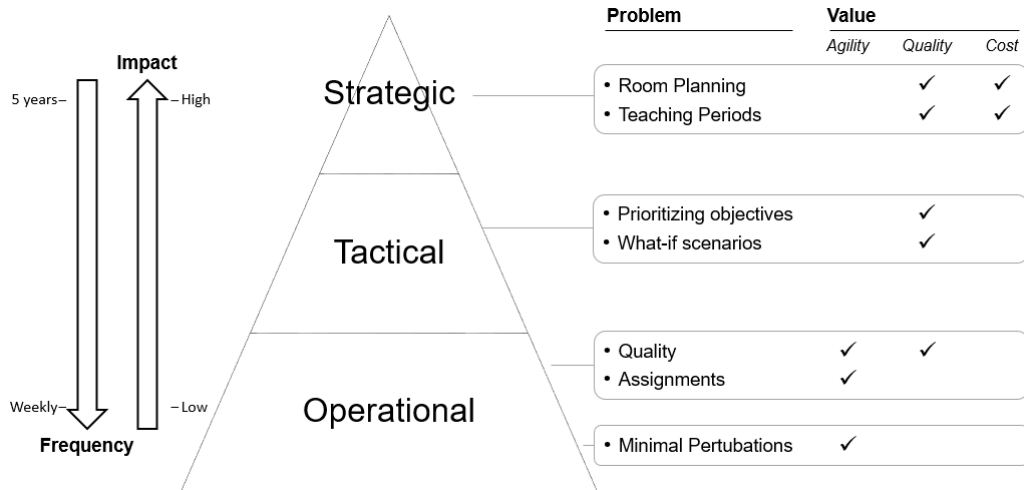 Problem Value
Agility Quality Cost
Impact
5 years
High
Strategic
• Room Planning ✓ ✓
• Teaching Periods ✓ ✓
Tactical
• Prioritizing objectives ✓
• What-if scenarios ✓
• Quality ✓ ✓
• Assignments ✓
Weekly
Low
Operational
Frequency
• Minimal Pertubations ✓